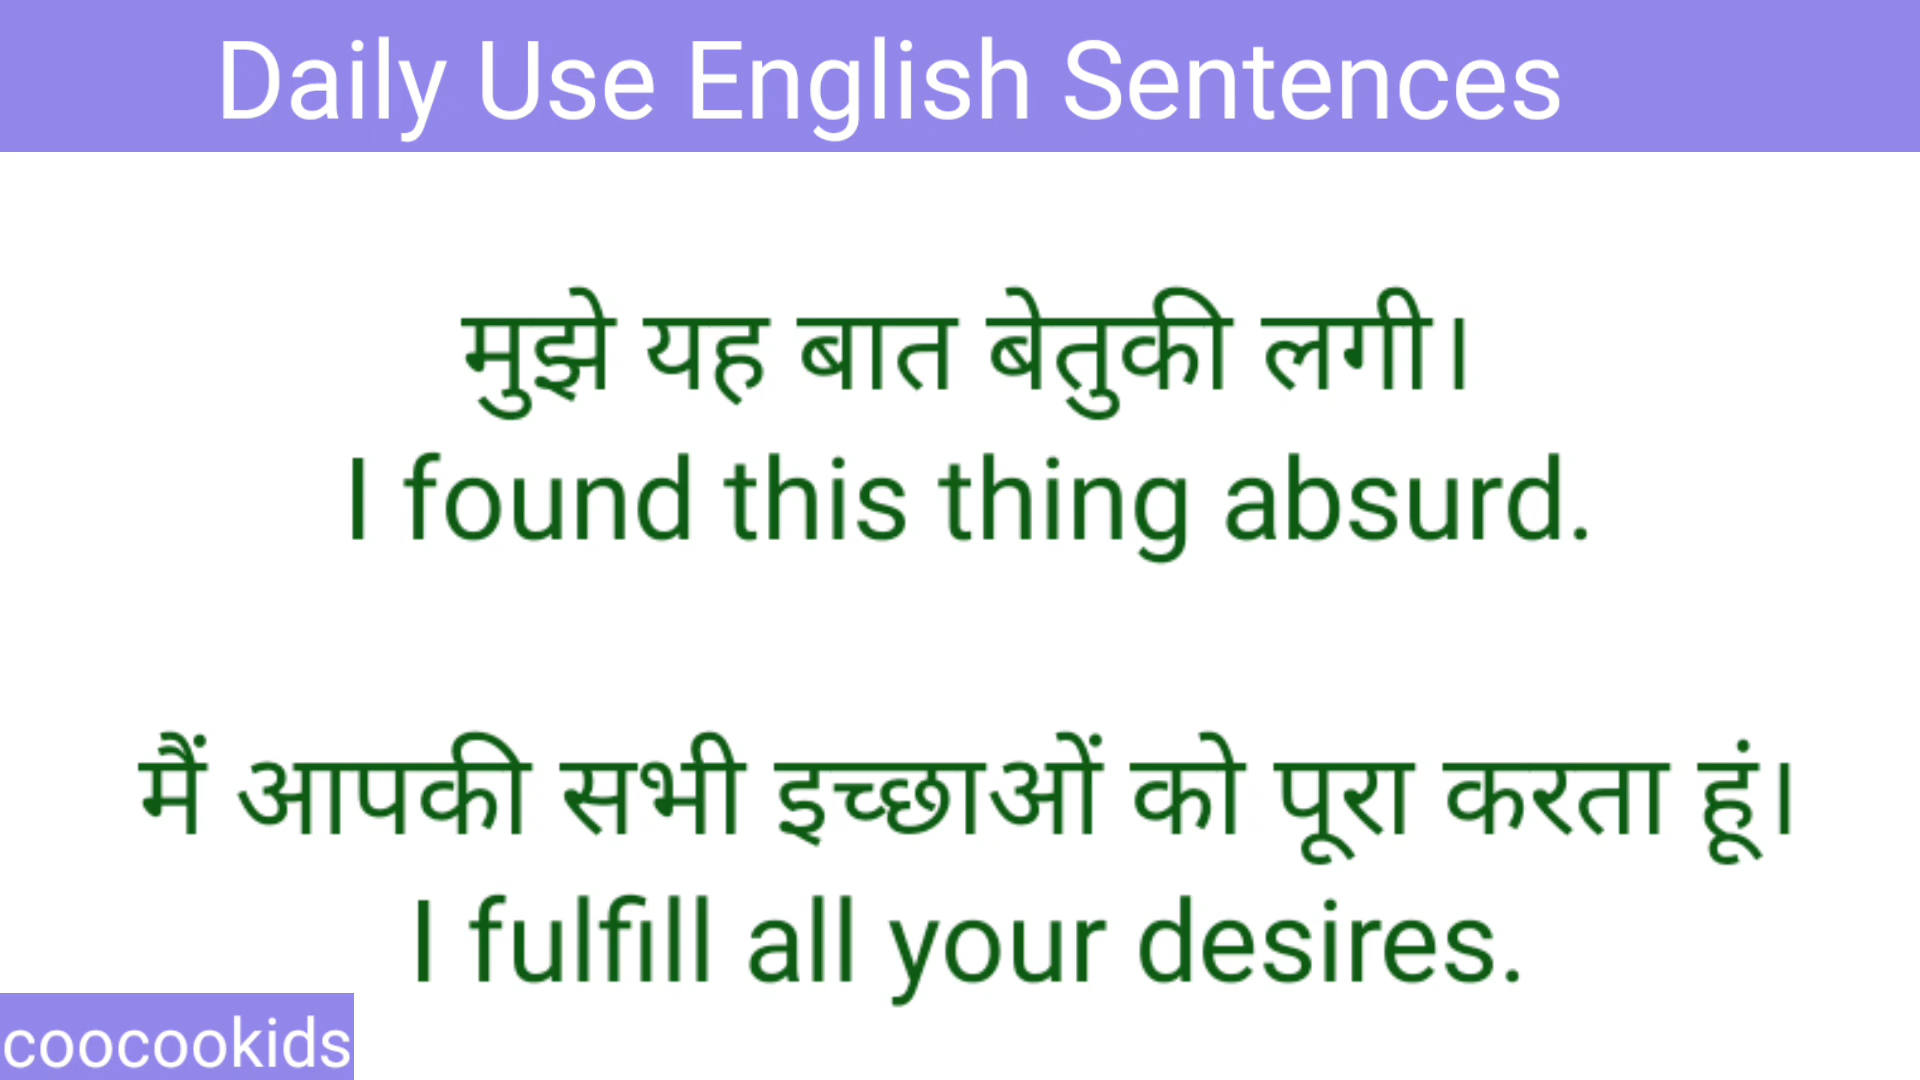 Daily Use English Sentences
मुझे यह बात बेतुकी लगी।
I found this thing absurd.
मैं आपकी सभी इच्छाओं को पूरा करता हूं।
I fulfill all your desires.
coocookids